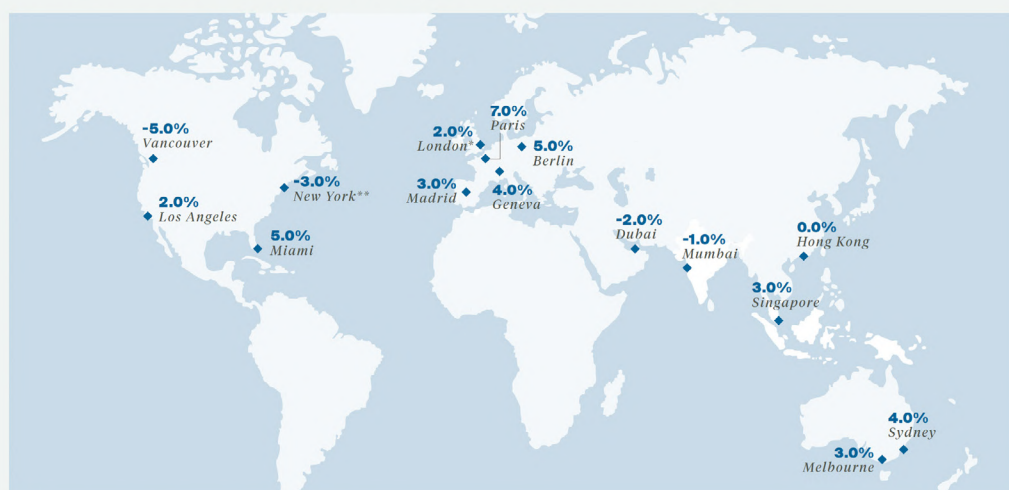 7.0%
Paris
-5.0%
Vancouver
2.0%
London*
5.0%
Berlin
-3.0%
New York**
3.0%
Madrid
4.0%
Geneva
2.0%
Los Angeles
5.0%
Miami
-2.0%
Dubai
-1.0%
Mumbai
0.0%
Hong Kong
3.0%
Singapore
4.0%
Sydney
3.0%
Melbourne